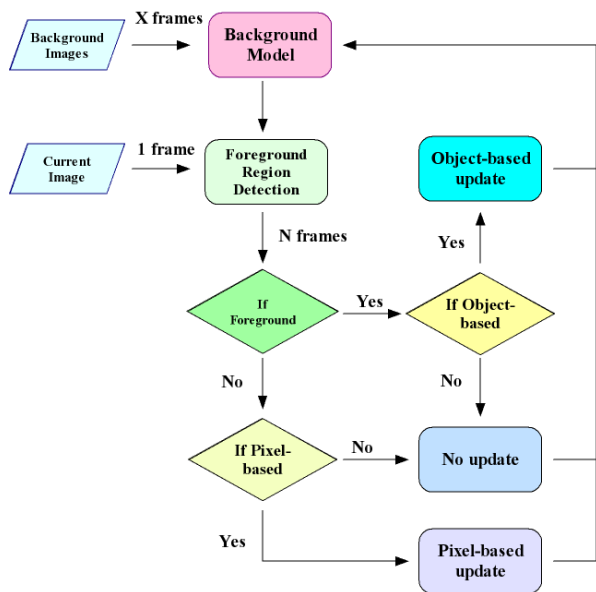 X frames
Background
Images
Background
Model
1 frame
Current
Image
Foreground
Region
Detection
Object-based
update
N frames
Yes
If
Foreground
Yes
If Object-
based
No
No
If Pixel-
based
No
No update
Yes
Pixel-based
update